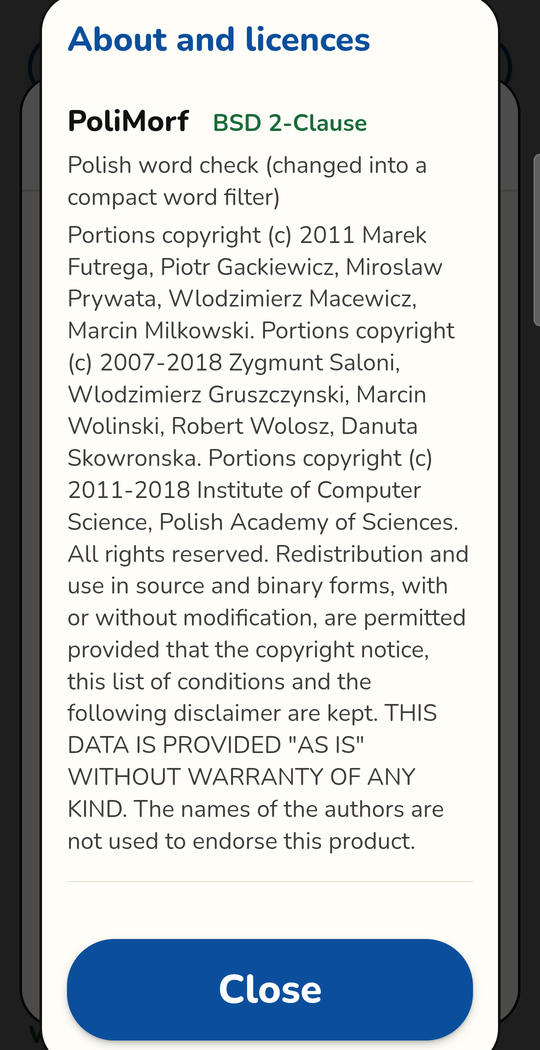 About and licences
PoliMorf BSD 2-Clause
Polish word check (changed into a
compact word filter)
Portions copyright (c) 2011 Marek
Futrega, Piotr Gackiewicz, Miroslaw
Prywata, Wlodzimierz Macewicz,
Marcin Milkowski. Portions copyright
(c) 2007-2018 Zygmunt Saloni,
Wlodzimierz Gruszczynski, Marcin
Wolinski, Robert Wolosz, Danuta
Skowronska. Portions copyright (c)
2011-2018 Institute of Computer
Science, Polish Academy of Sciences.
All rights reserved. Redistribution and
use in source and binary forms, with
or without modification, are permitted
provided that the copyright notice,
this list of conditions and the
following disclaimer are kept. THIS
DATA IS PROVIDED "AS IS"
WITHOUT WARRANTY OF ANY
KIND. The names of the authors are
not used to endorse this product.
Close